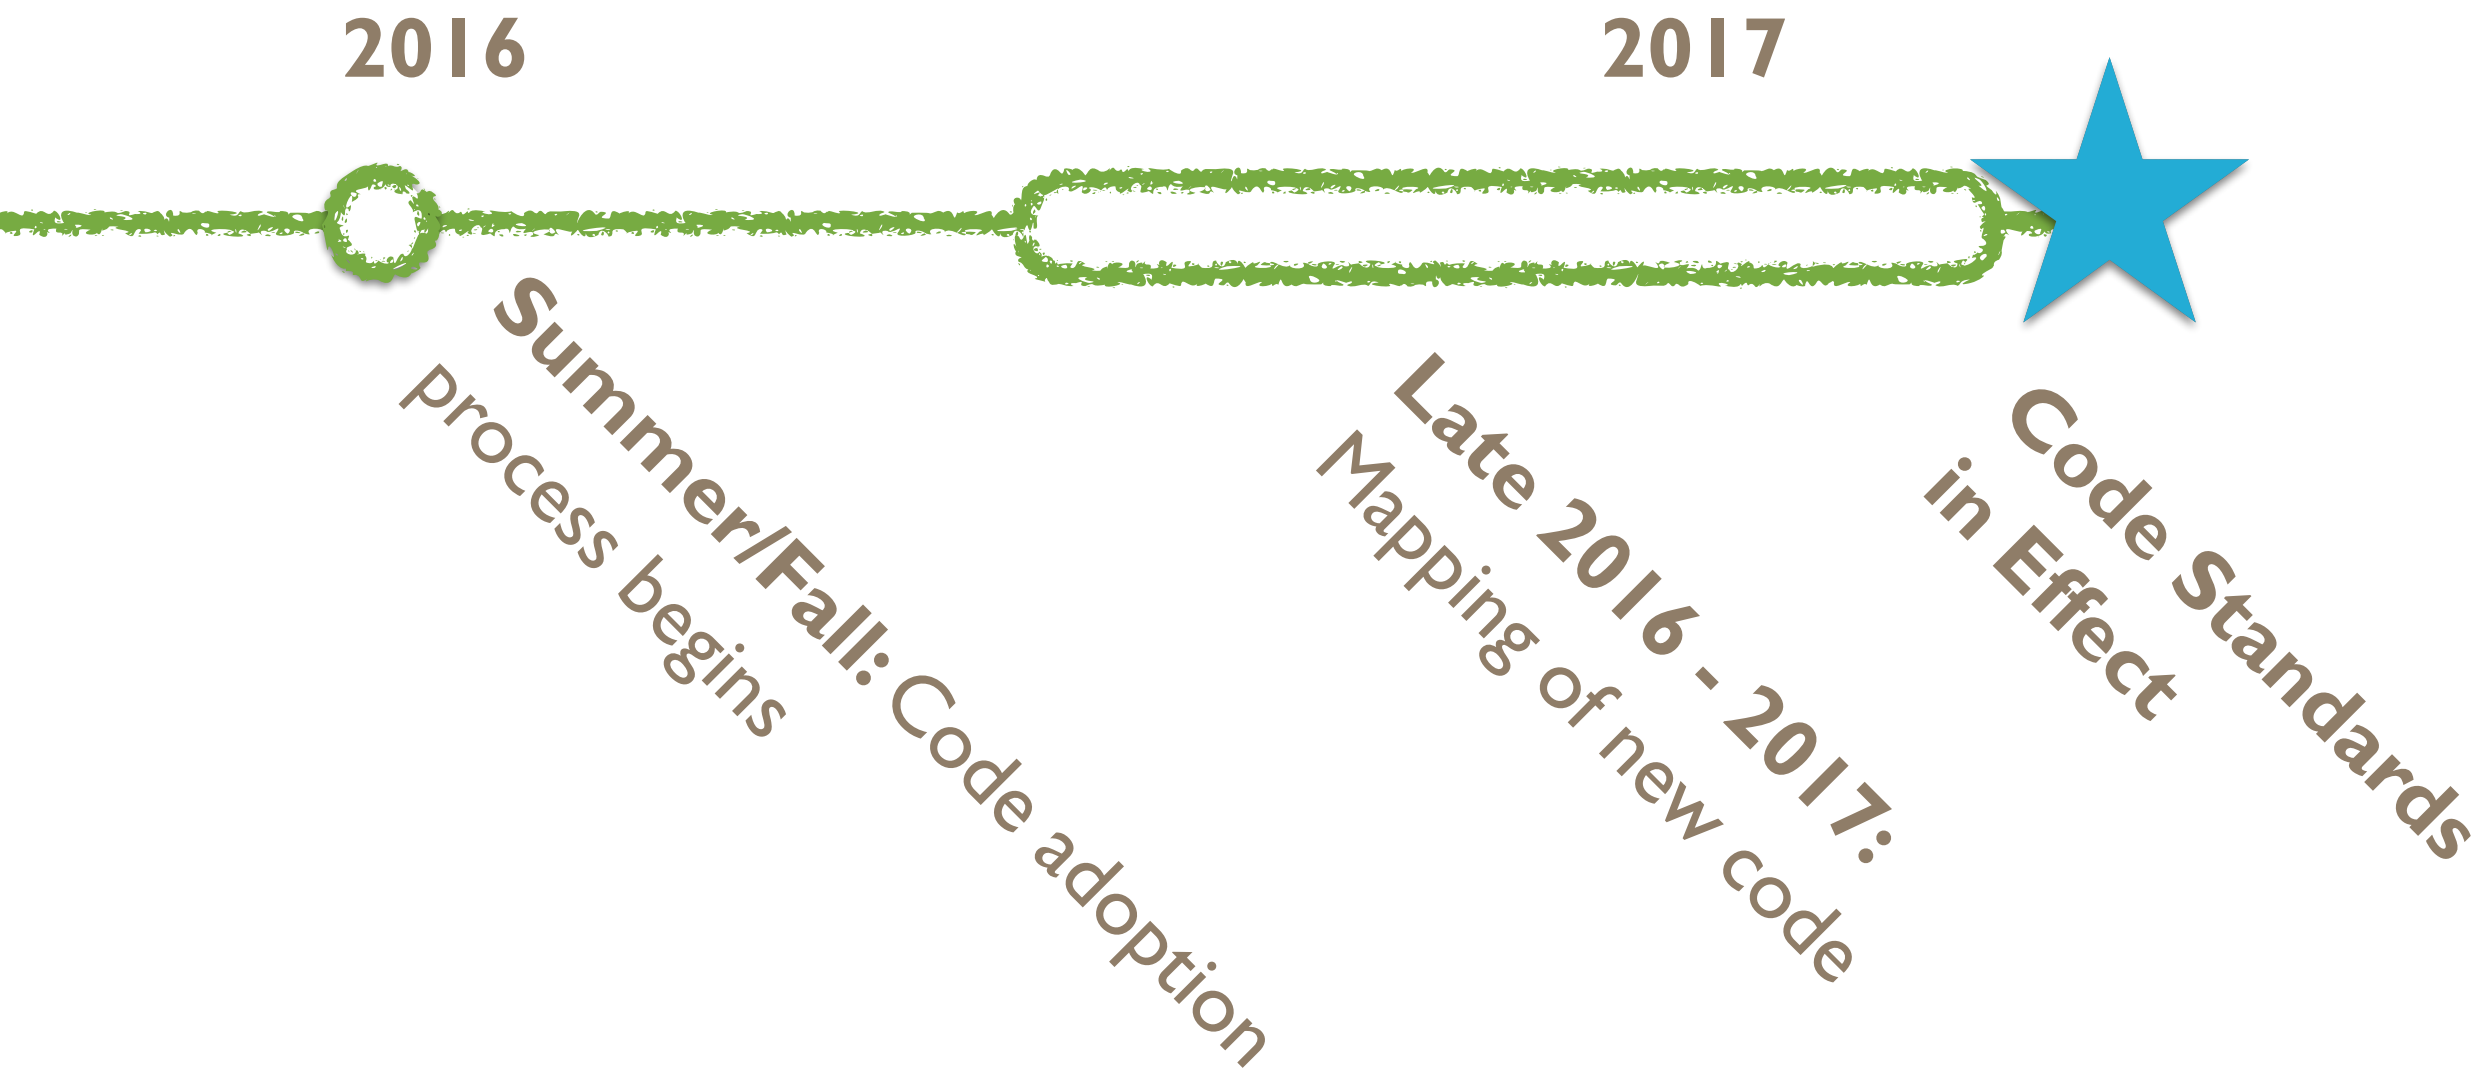 2016
2017
Summer/Fall: Code adoption
process begins
Late 2016 - 2017:
Mapping of new code
Code Standards
in Effect